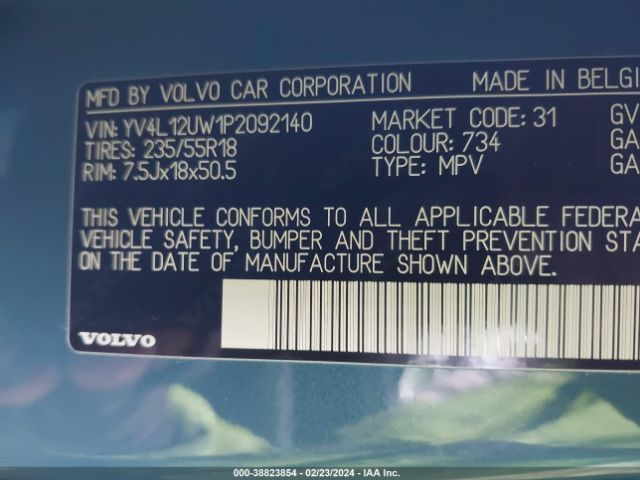 MFD BY VOLVO CAR CORPORATION MADE IN BELGI
VIN: YV4L12UW1P2092140 MARKET CODE: 31 GV
TIRES: 235/55R18 COLOUR: 734 GA
RIM: 7.5Jx18x50.5 TYPE: MPV GA
THIS VEHICLE CONFORMS TO ALL APPLICABLE FEDERA
VEHICLE SAFETY, BUMPER AND THEFT PREVENTION STA
ON THE DATE OF MANUFACTURE SHOWN ABOVE.
VOLVO
000-38823854 - 02/23/2024 - IAA Inc.